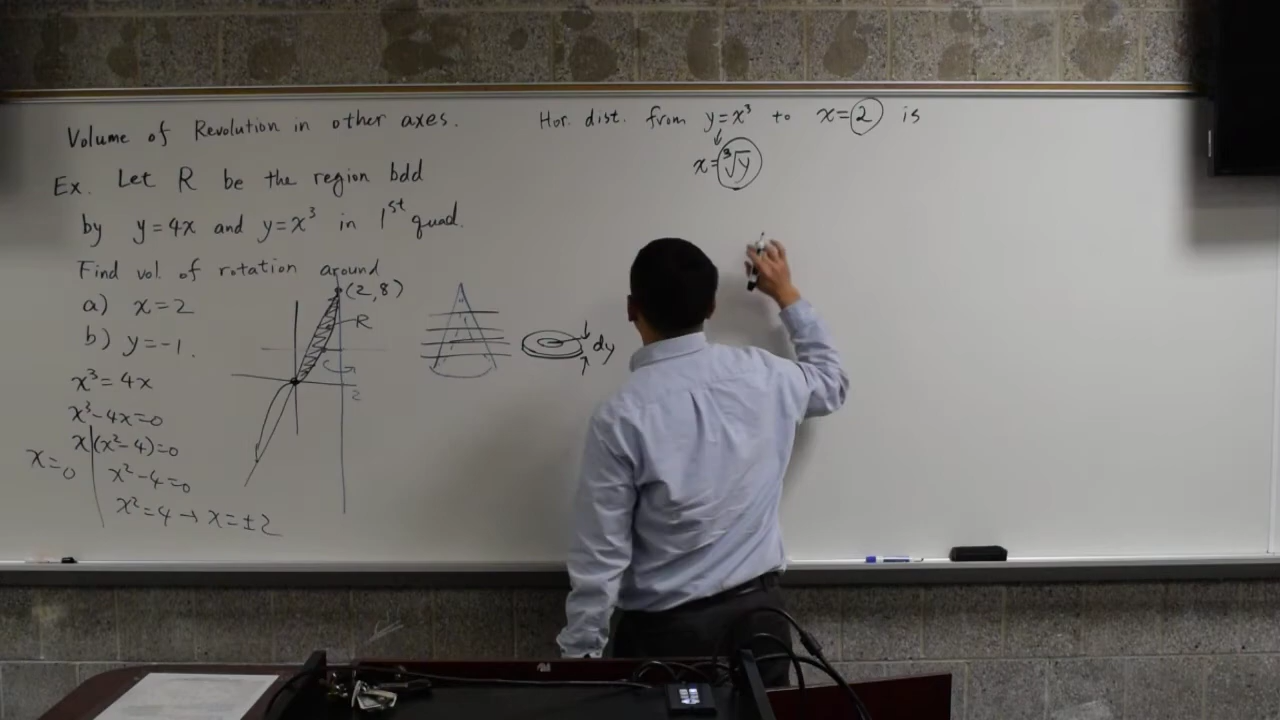 Volume of Revolution in other axes.
Ex. Let R be the region bdd
by y=4x and y=x³ in 1st quad.
Find vol. of rotation around
a) x=2
b) y=-1.
x³=4x
x³-4x=0
x(x²-4)=0
x=0
x²-4=0
x²=4→x=±2
(2,8)
R
2
dy
Hor. dist. from y=x³ to x=2 is
x=³√y